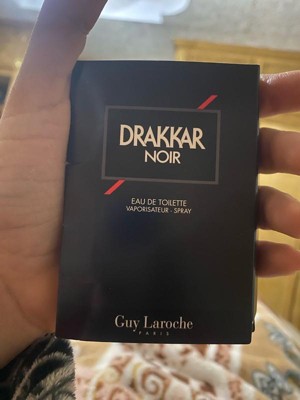 DRAKKAR
NOIR
EAU DE TOILETTE
VAPORISATEUR - SPRAY
Guy Laroche
PARIS